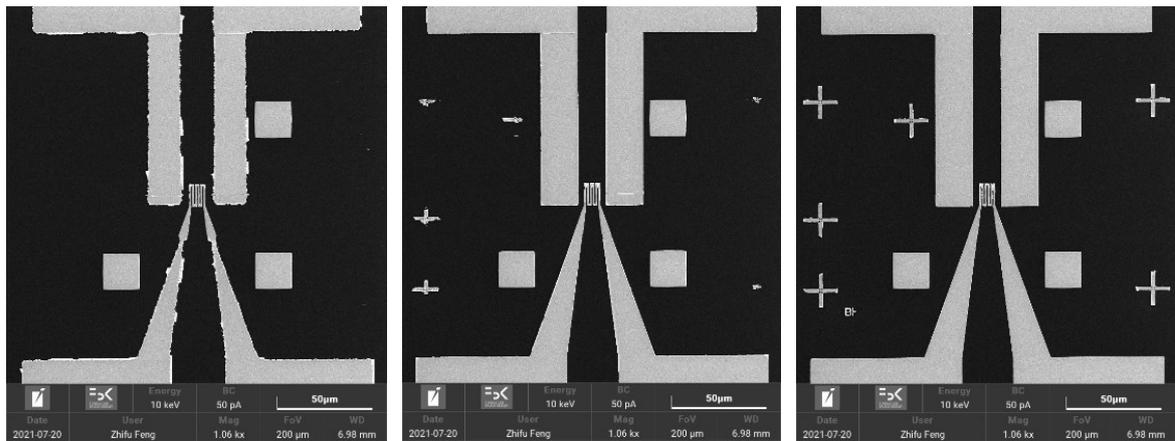 Energy BC
10 keV 50 pA 50µm
Date User Mag FoV WD
2021-07-20 Zhifu Feng 1.06 kx 200 µm 6.98 mm
Energy BC
10 keV 50 pA 50µm
Date User Mag FoV WD
2021-07-20 Zhifu Feng 1.06 kx 200 µm 6.98 mm
Energy BC
10 keV 50 pA 50µm
Date User Mag FoV WD
2021-07-20 Zhifu Feng 1.06 kx 200 µm 6.98 mm